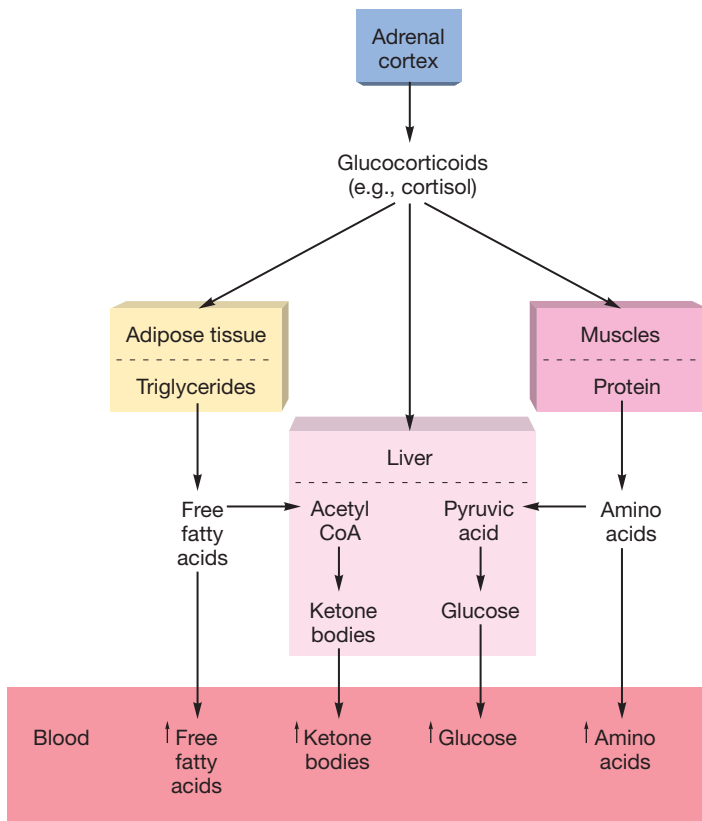 Adrenal
cortex
Glucocorticoids
(e.g., cortisol)
Adipose tissue
Triglycerides
Muscles
Protein
Liver
Free
fatty
acids
Acetyl
CoA
Pyruvic
acid
Amino
acids
Ketone
bodies
Glucose
Blood
↑Free
fatty
acids
↑Ketone
bodies
↑Glucose
↑Amino
acids